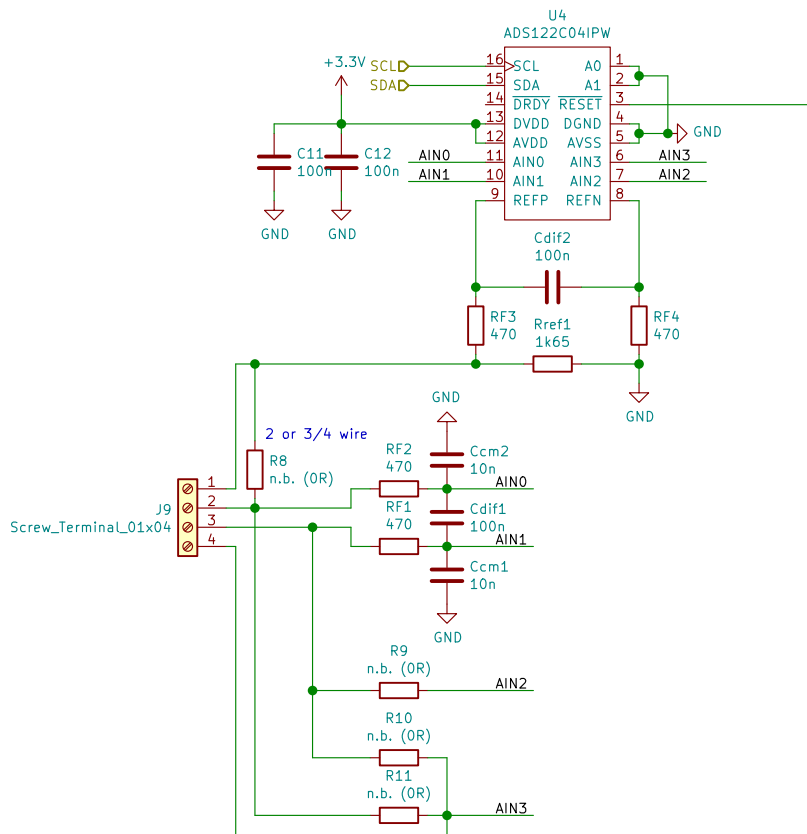 U4
ADS122C04IPW
+3.3V
SCL
SDA
16 SCL A0 1
15 SDA A1 2
14 DRDY RESET 3
13 DVDD DGND 4
12 AVDD AVSS 5
11 AIN0 AIN3 6
10 AIN1 AIN2 7
9 REFP REFN 8
GND
AIN0
AIN1
AIN3
AIN2
C11
100n
C12
100n
GND
GND
Cdif2
100n
RF3
470
Rref1
1k65
RF4
470
GND
GND
2 or 3/4 wire
R8
n.b. (0R)
RF2
470
Ccm2
10n
AIN0
J9
Screw_Terminal_01x04
1
2
3
4
RF1
470
Cdif1
100n
AIN1
Ccm1
10n
GND
R9
n.b. (0R)
AIN2
R10
n.b. (0R)
R11
n.b. (0R)
AIN3